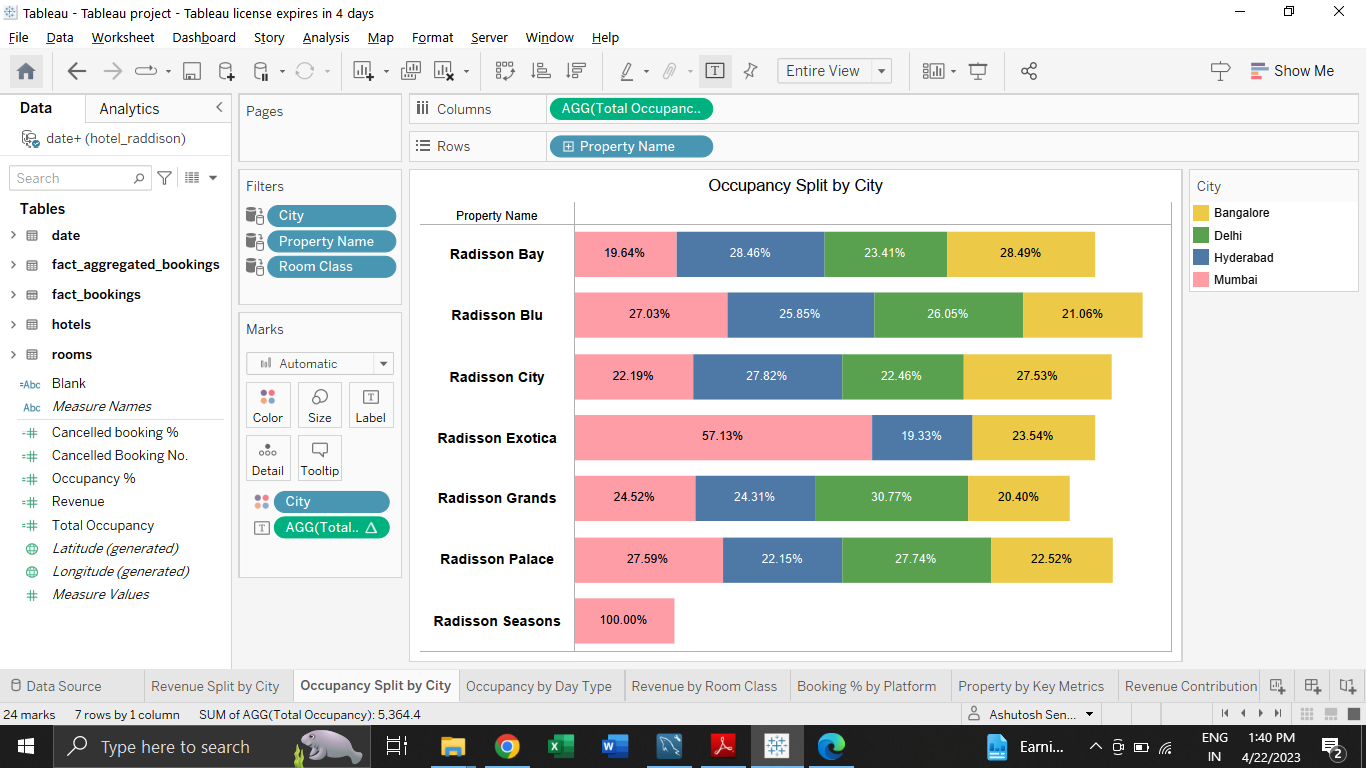 Tableau - Tableau project - Tableau license expires in 4 days
File Data Worksheet Dashboard Story Analysis Map Format Server Window Help
Entire View
Show Me
Data Analytics
date+ (hotel_raddison)
Search
Tables
date
fact_aggregated_bookings
fact_bookings
hotels
rooms
Abc Blank
Abc Measure Names
Cancelled booking %
Cancelled Booking No.
Occupancy %
Revenue
Total Occupancy
Latitude (generated)
Longitude (generated)
Measure Values
Pages
Filters
City
Property Name
Room Class
Marks
Automatic
Color Size Label
Detail Tooltip
City
AGG(Total..
Columns AGG(Total Occupanc..
Rows Property Name
Occupancy Split by City
Property Name
Radisson Bay 19.64% 28.46% 23.41% 28.49%
Radisson Blu 27.03% 25.85% 26.05% 21.06%
Radisson City 22.19% 27.82% 22.46% 27.53%
Radisson Exotica 57.13% 19.33% 23.54%
Radisson Grands 24.52% 24.31% 30.77% 20.40%
Radisson Palace 27.59% 22.15% 27.74% 22.52%
Radisson Seasons 100.00%
City
Bangalore
Delhi
Hyderabad
Mumbai
Data Source Revenue Split by City Occupancy Split by City Occupancy by Day Type Revenue by Room Class Booking % by Platform Property by Key Metrics Revenue Contribution
24 marks 7 rows by 1 column SUM of AGG(Total Occupancy): 5,364.4 Ashutosh Sen...
Type here to search
Earni...
ENG
IN
1:40 PM
4/22/2023
2